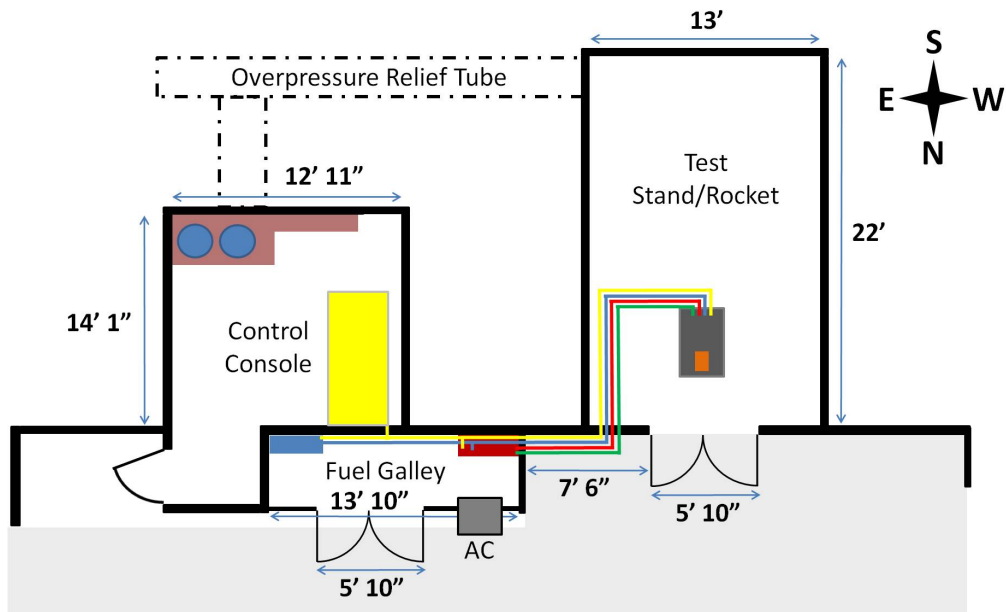 13’
Overpressure Relief Tube
S
E
W
N
12’ 11”
Test
Stand/Rocket
22’
14’ 1”
Control
Console
Fuel Galley
13’ 10”
7’ 6”
5’ 10”
AC
5’ 10”